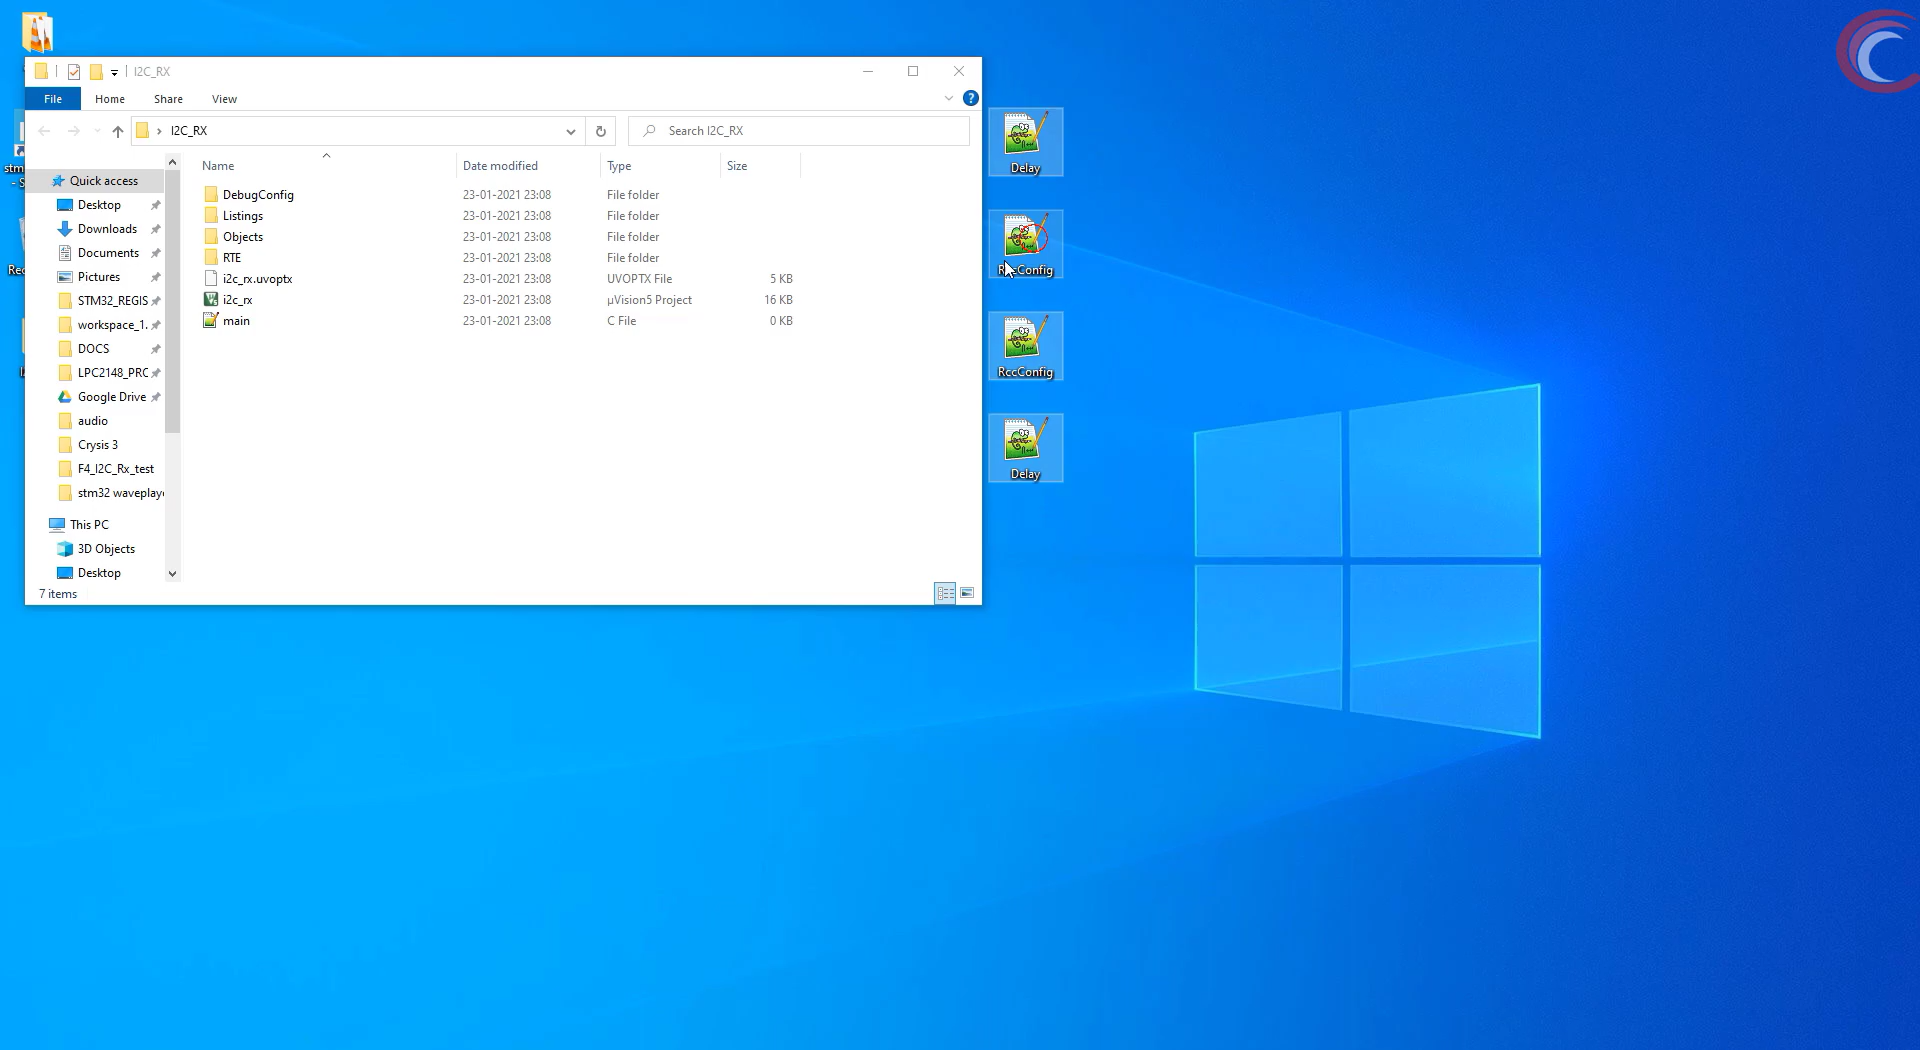 I2C_RX
File Home Share View
I2C_RX
Search I2C_RX
Name Date modified Type Size
Quick access
Desktop
Downloads
Documents
Pictures
STM32_REGIS
workspace_1.
DOCS
LPC2148_PRC
Google Drive
audio
Crysis 3
F4_I2C_Rx_test
stm32 waveplaye
This PC
3D Objects
Desktop
DebugConfig 23-01-2021 23:08 File folder
Listings 23-01-2021 23:08 File folder
Objects 23-01-2021 23:08 File folder
RTE 23-01-2021 23:08 File folder
i2c_rx.uvoptx 23-01-2021 23:08 UVOPTX File 5 KB
i2c_rx 23-01-2021 23:08 µVision5 Project 16 KB
main 23-01-2021 23:08 C File 0 KB
7 items
Delay
RccConfig
RccConfig
Delay
stm
- S
Rec